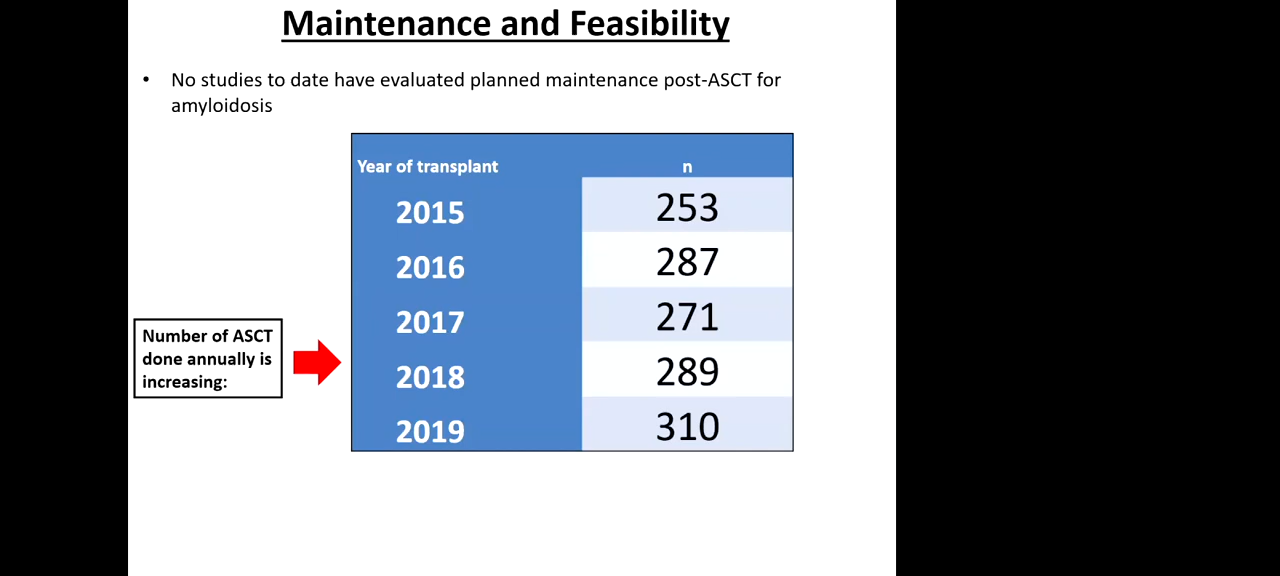 Maintenance and Feasibility
• No studies to date have evaluated planned maintenance post-ASCT for
amyloidosis
Year of transplant n
2015 253
2016 287
2017 271
2018 289
2019 310
Number of ASCT
done annually is
increasing: